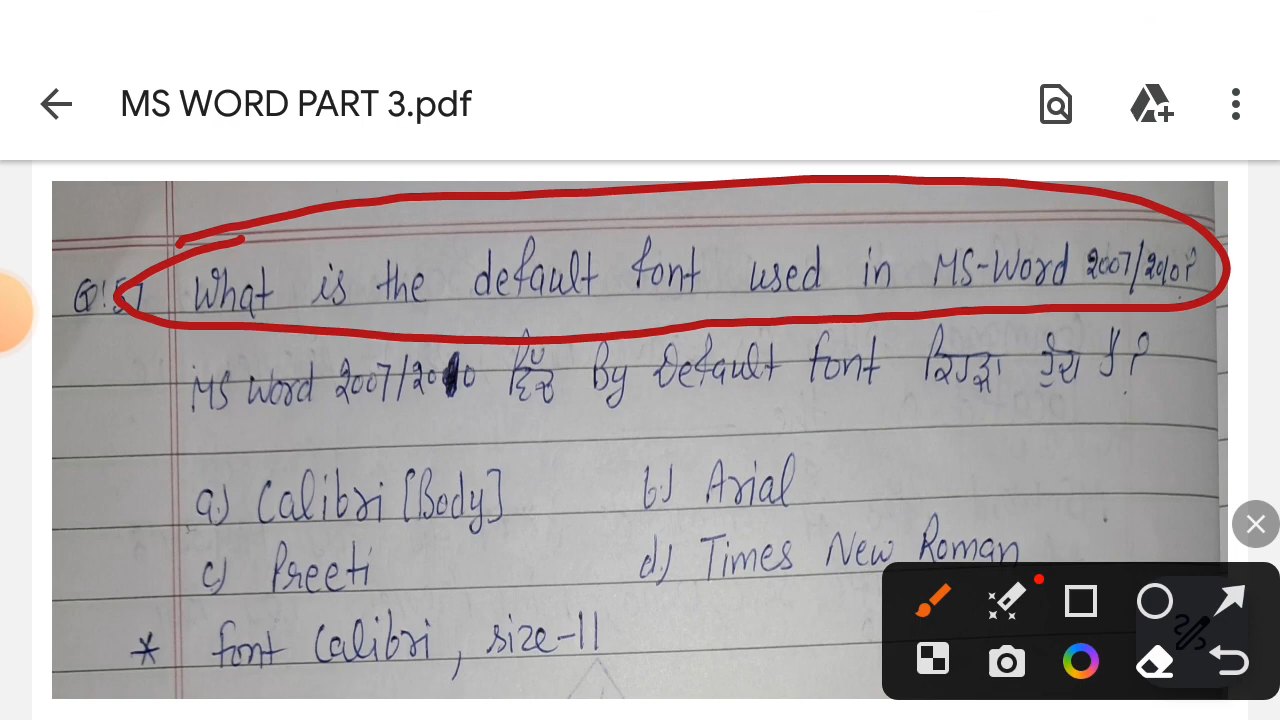 MS WORD PART 3.pdf
What is the default font used in MS-Word 2007/2010?
MS Word 2007/2010 ਵਿੱਚ By Default font ਕਿਹੜਾ ਹੁੰਦਾ ਹੈ?
a.) Calibri [Body] b.) Arial
c) Preeti d.) Times New Roman
* font Calibri, size-11